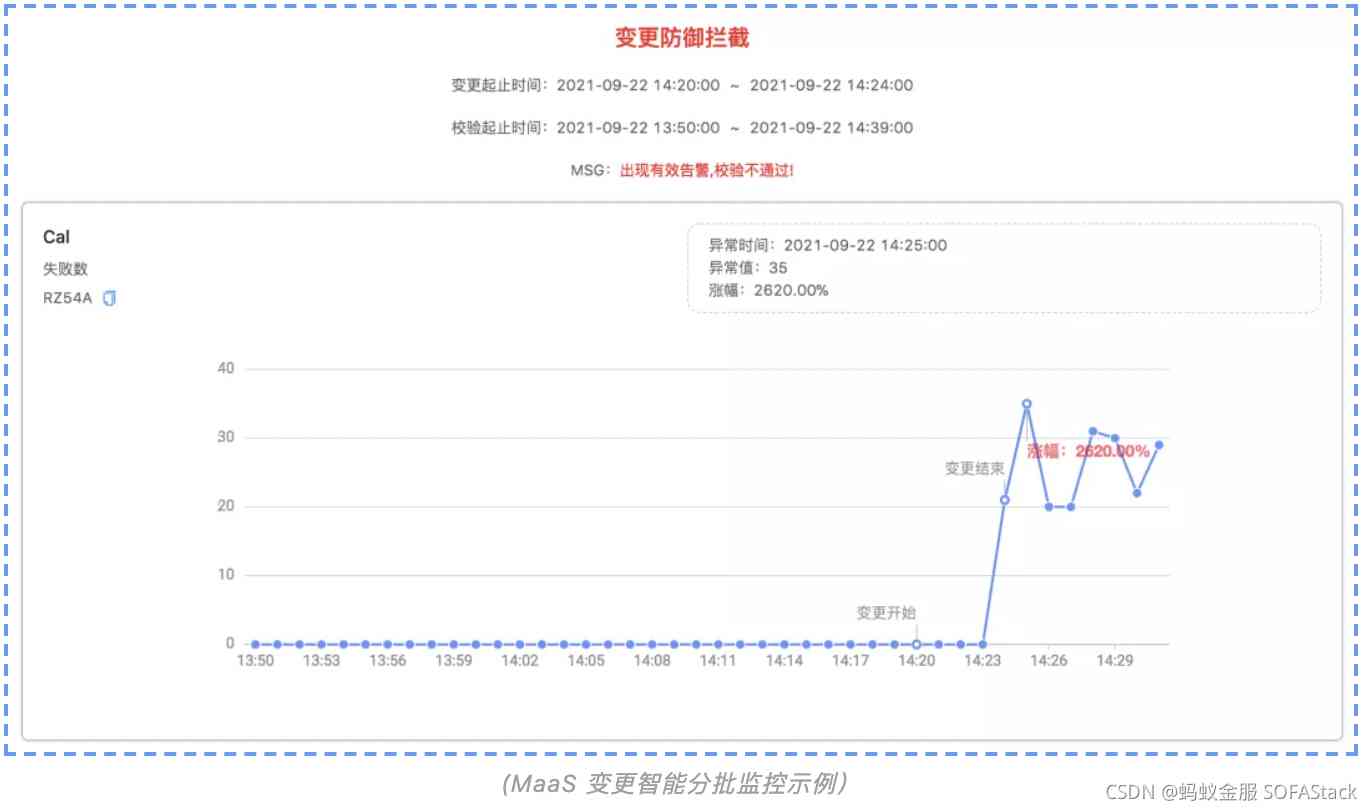 变更防御拦截
变更起止时间：2021-09-22 14:20:00 ~ 2021-09-22 14:24:00
校验起止时间：2021-09-22 13:50:00 ~ 2021-09-22 14:39:00
MSG：出现有效告警,校验不通过!
Cal
失败数
RZ54A
异常时间：2021-09-22 14:25:00
异常值：35
涨幅：2620.00%
40
30
20
10
0
涨幅：2620.00%
变更结束
变更开始
13:50 13:53 13:56 13:59 14:02 14:05 14:08 14:11 14:14 14:17 14:20 14:23 14:26 14:29
(MaaS 变更智能分批监控示例）
CSDN @蚂蚁金服 SOFAStack